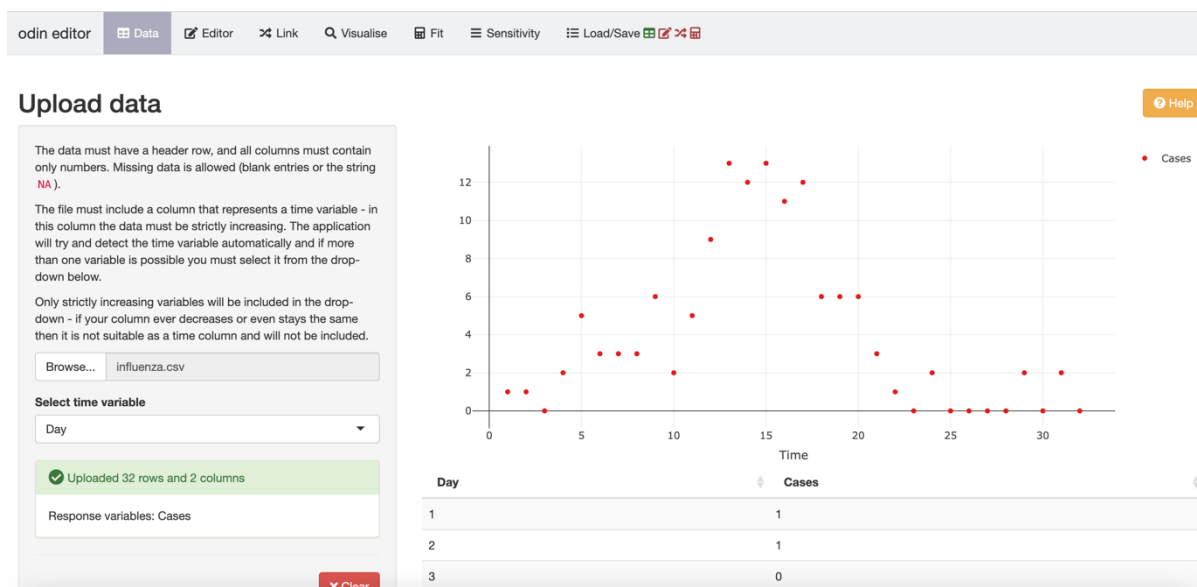 odin editor Data Editor Link Visualise Fit Sensitivity Load/Save
Upload data
Help
The data must have a header row, and all columns must contain
only numbers. Missing data is allowed (blank entries or the string
NA ).
The file must include a column that represents a time variable - in
this column the data must be strictly increasing. The application
will try and detect the time variable automatically and if more
than one variable is possible you must select it from the drop-
down below.
Only strictly increasing variables will be included in the drop-
down - if your column ever decreases or even stays the same
then it is not suitable as a time column and will not be included.
Browse... influenza.csv
Select time variable
Day
Uploaded 32 rows and 2 columns
Response variables: Cases
Clear
Cases
12
10
8
6
4
2
0
0 5 10 15 20 25 30
Time
Day Cases
1 1
2 1
3 0